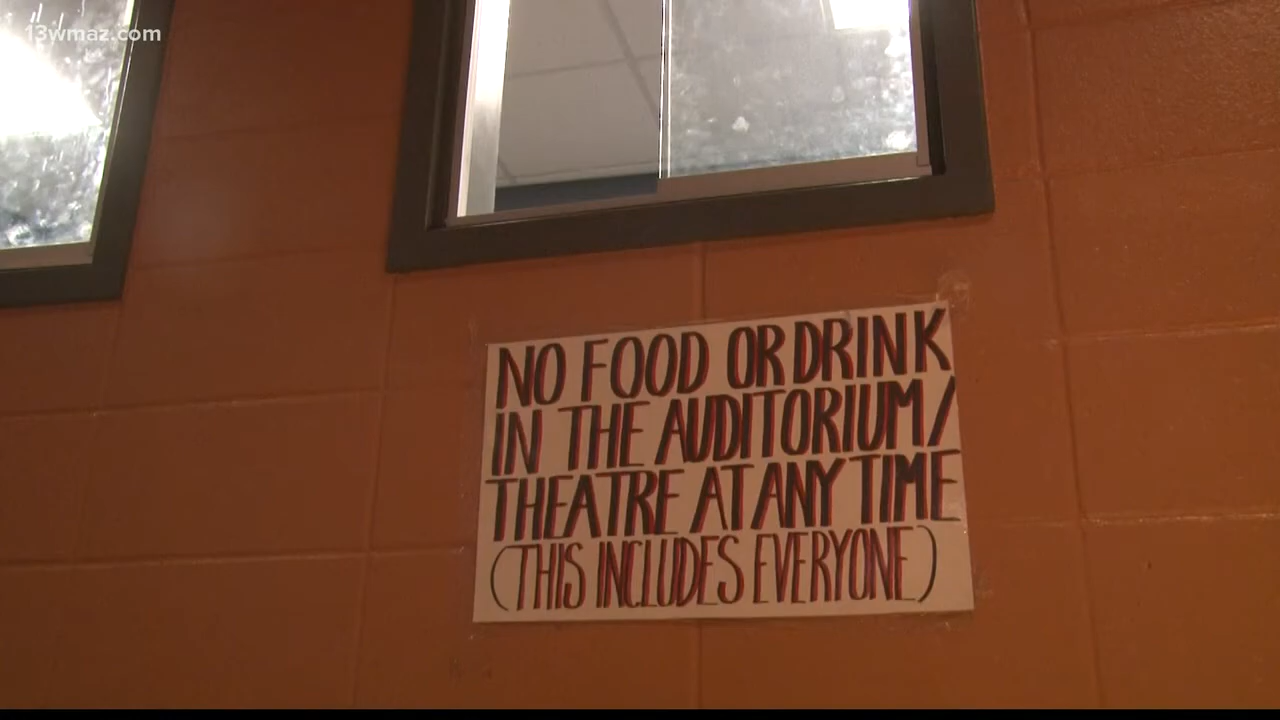 13wmaz.com
NO FOOD OR DRINK
IN THE AUDITORIUM/
THEATRE AT ANY TIME
(THIS INCLUDES EVERYONE)